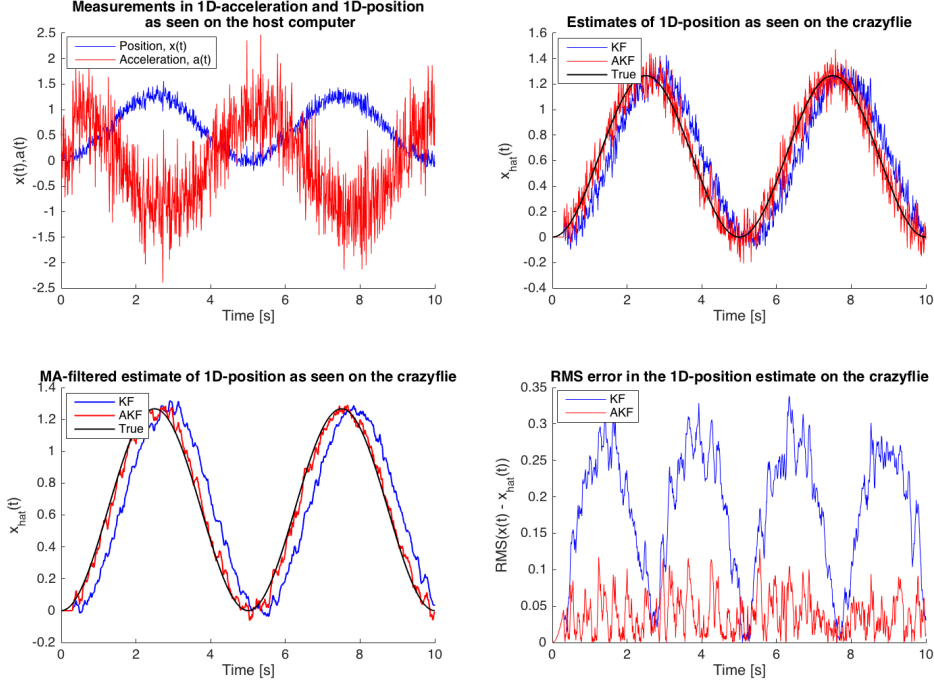 Measurements in 1D-acceleration and 1D-position
as seen on the host computer
Position, x(t)
Acceleration, a(t)
x(t),a(t)
2.5
2
1.5
1
0.5
0
-0.5
-1
-1.5
-2
-2.5
0
2
4
6
8
10
Time [s]
Estimates of 1D-position as seen on the crazyflie
KF
AKF
True
x_hat(t)
1.6
1.4
1.2
1
0.8
0.6
0.4
0.2
0
-0.2
-0.4
0
2
4
6
8
10
Time [s]
MA-filtered estimate of 1D-position as seen on the crazyflie
KF
AKF
True
x_hat(t)
1.4
1.2
1
0.8
0.6
0.4
0.2
0
-0.2
0
2
4
6
8
10
Time [s]
RMS error in the 1D-position estimate on the crazyflie
KF
AKF
RMS(x(t) - x_hat(t))
0.35
0.3
0.25
0.2
0.15
0.1
0.05
0
0
2
4
6
8
10
Time [s]